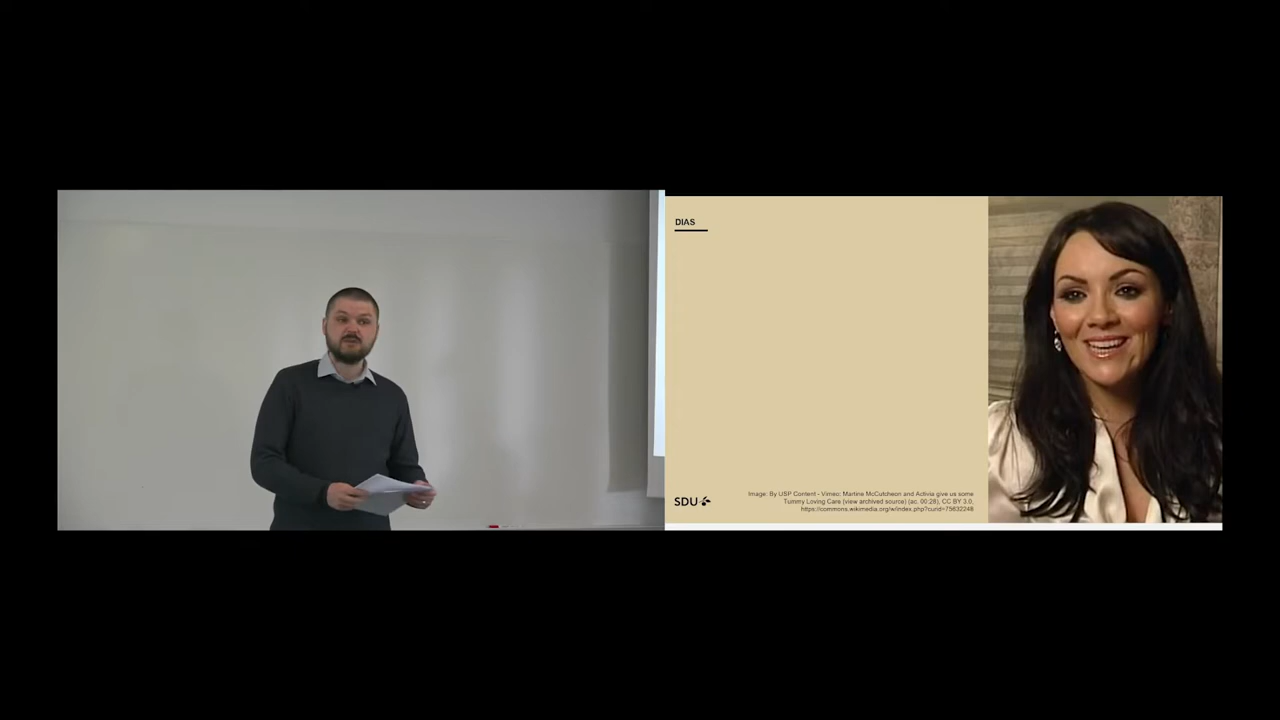 DIAS
SDU
Image: By USP Content - Vimeo: Martine McCutcheon and Activia give us some
Tummy Loving Care (view archived source) (ac. 00:28), CC BY 3.0,
https://commons.wikimedia.org/w/index.php?curid=75632248